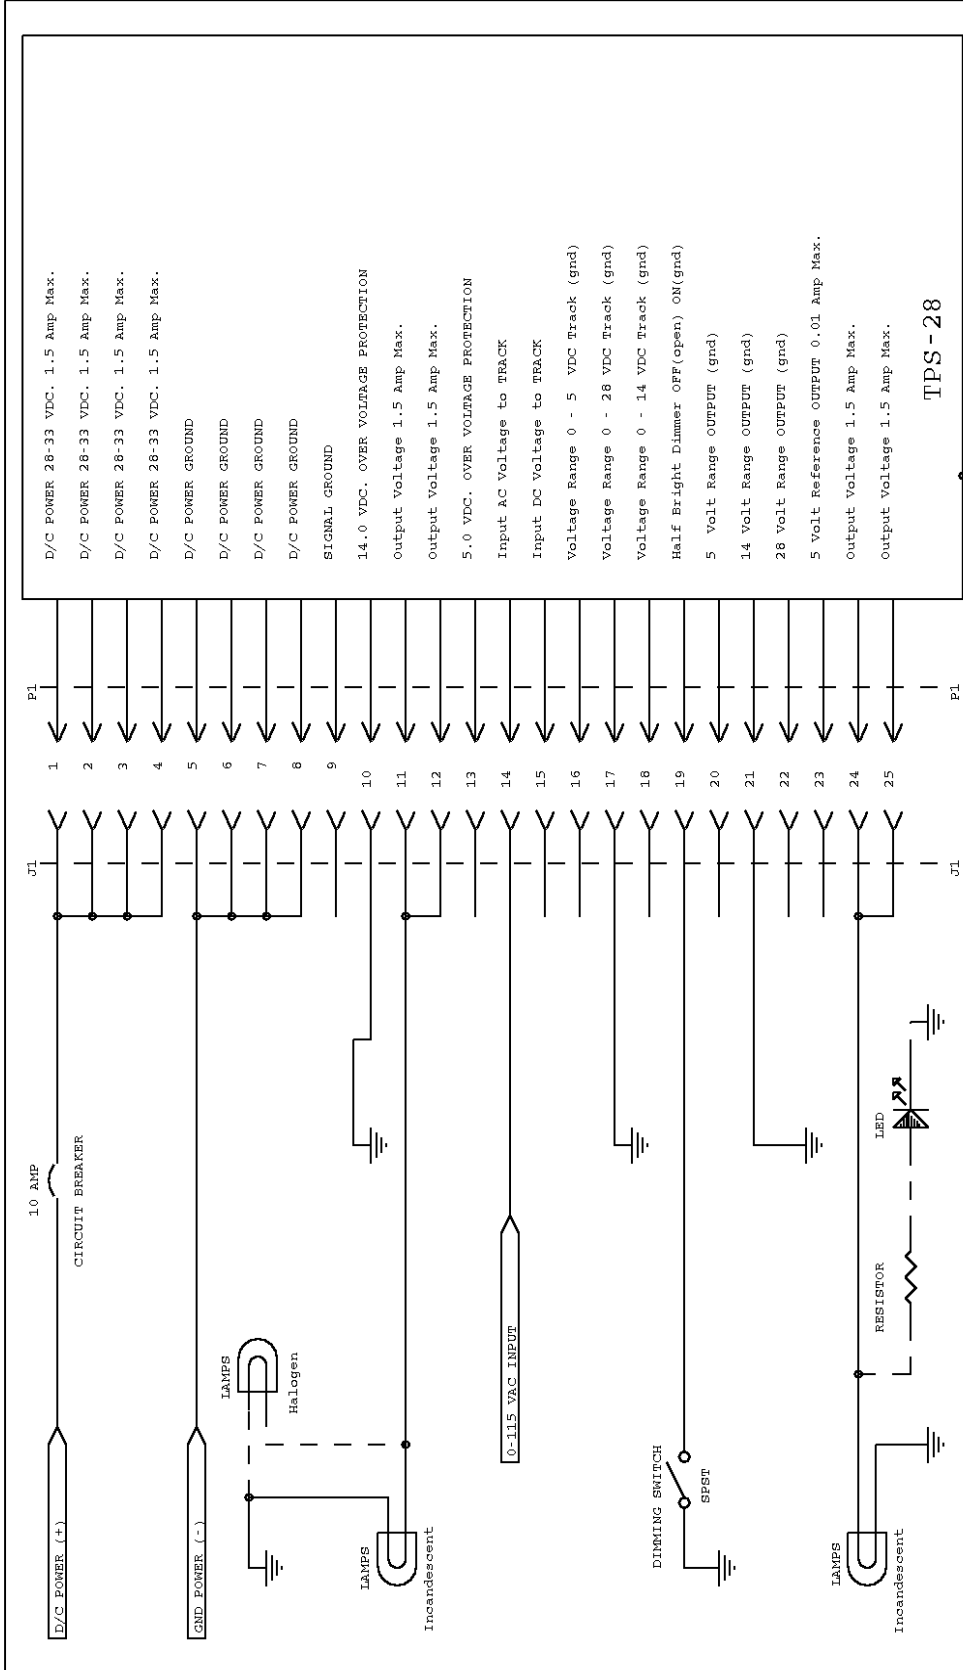 D/C POWER 28-33 VDC. 1.5 Amp Max.
D/C POWER 28-33 VDC. 1.5 Amp Max.
D/C POWER 28-33 VDC. 1.5 Amp Max.
D/C POWER 28-33 VDC. 1.5 Amp Max.
D/C POWER GROUND
D/C POWER GROUND
D/C POWER GROUND
D/C POWER GROUND
SIGNAL GROUND
14.0 VDC. OVER VOLTAGE PROTECTION
Output Voltage 1.5 Amp Max.
Output Voltage 1.5 Amp Max.
5.0 VDC. OVER VOLTAGE PROTECTION
Input AC Voltage to TRACK
Input DC Voltage to TRACK
Voltage Range 0 - 5 VDC Track (gnd)
Voltage Range 0 - 28 VDC Track (gnd)
Voltage Range 0 - 14 VDC Track (gnd)
Half Bright Dimmer OFF(open) ON(gnd)
5 Volt Range OUTPUT (gnd)
14 Volt Range OUTPUT (gnd)
28 Volt Range OUTPUT (gnd)
5 Volt Reference OUTPUT 0.01 Amp Max.
Output Voltage 1.5 Amp Max.
Output Voltage 1.5 Amp Max.
TPS-28
P1
P1
1
2
3
4
5
6
7
8
9
10
11
12
13
14
15
16
17
18
19
20
21
22
23
24
25
J1
J1
10 AMP
CIRCUIT BREAKER
D/C POWER (+)
GND POWER (-)
LAMPS
Halogen
LAMPS
Incandescent
0-115 VAC INPUT
DIMMING SWITCH
SPST
LED
RESISTOR
LAMPS
Incandescent